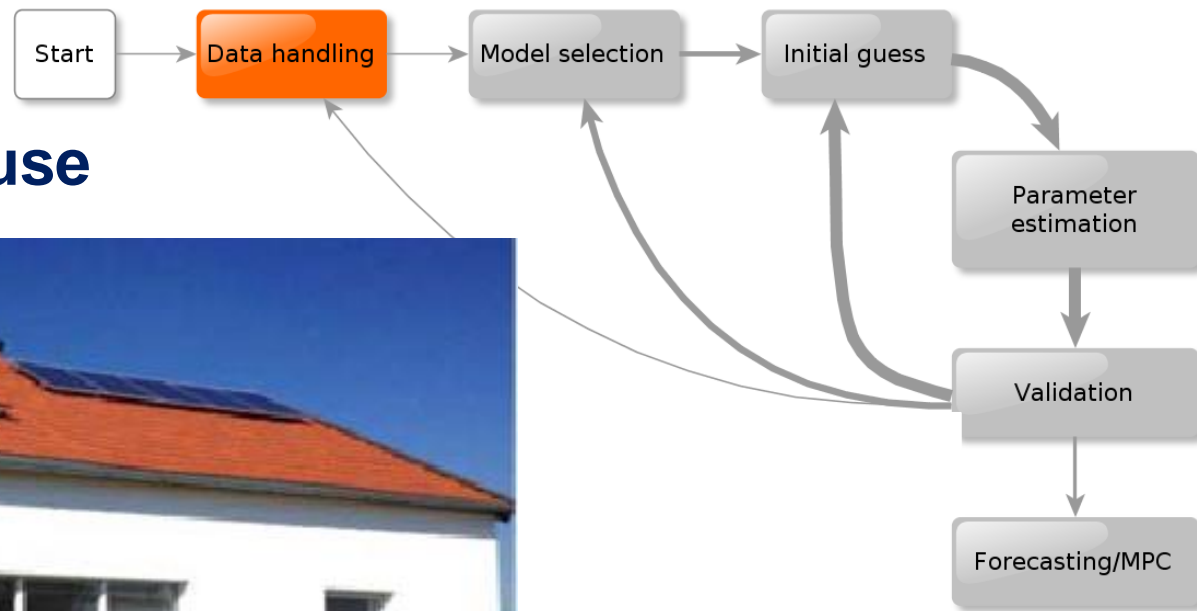 Start
Data handling
Model selection
Initial guess
use
Parameter
estimation
Validation
Forecasting/MPC